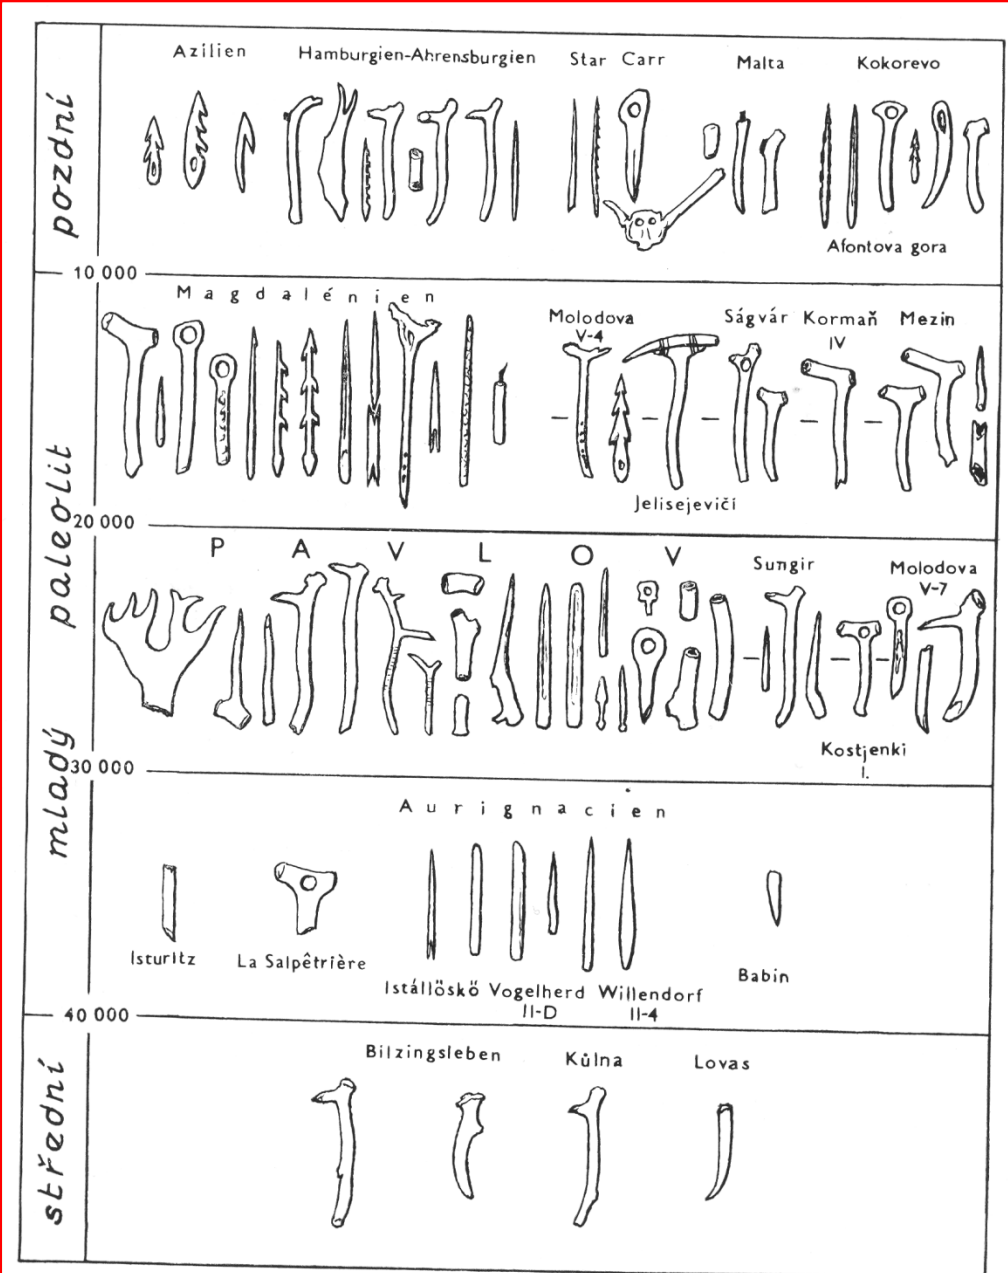 pozdní
Azilien
Hamburgien-Ahrensburgien
Star Carr
Malta
Kokorevo
Afontova gora
10 000
paleolit
Magdalénien
Molodova
V-4
Ságvár
Kormaň
IV
Mezin
Jelisejevičí
20 000
PAVLOV
Sungir
Molodova
V-7
Kostjenki
I.
mladý
30 000
Aurignacien
Isturitz
La Salpêtrière
Istállöskö Vogelherd Willendorf
II-D
II-4
Babin
40 000
střední
Bilzingsleben
Kůlna
Lovas